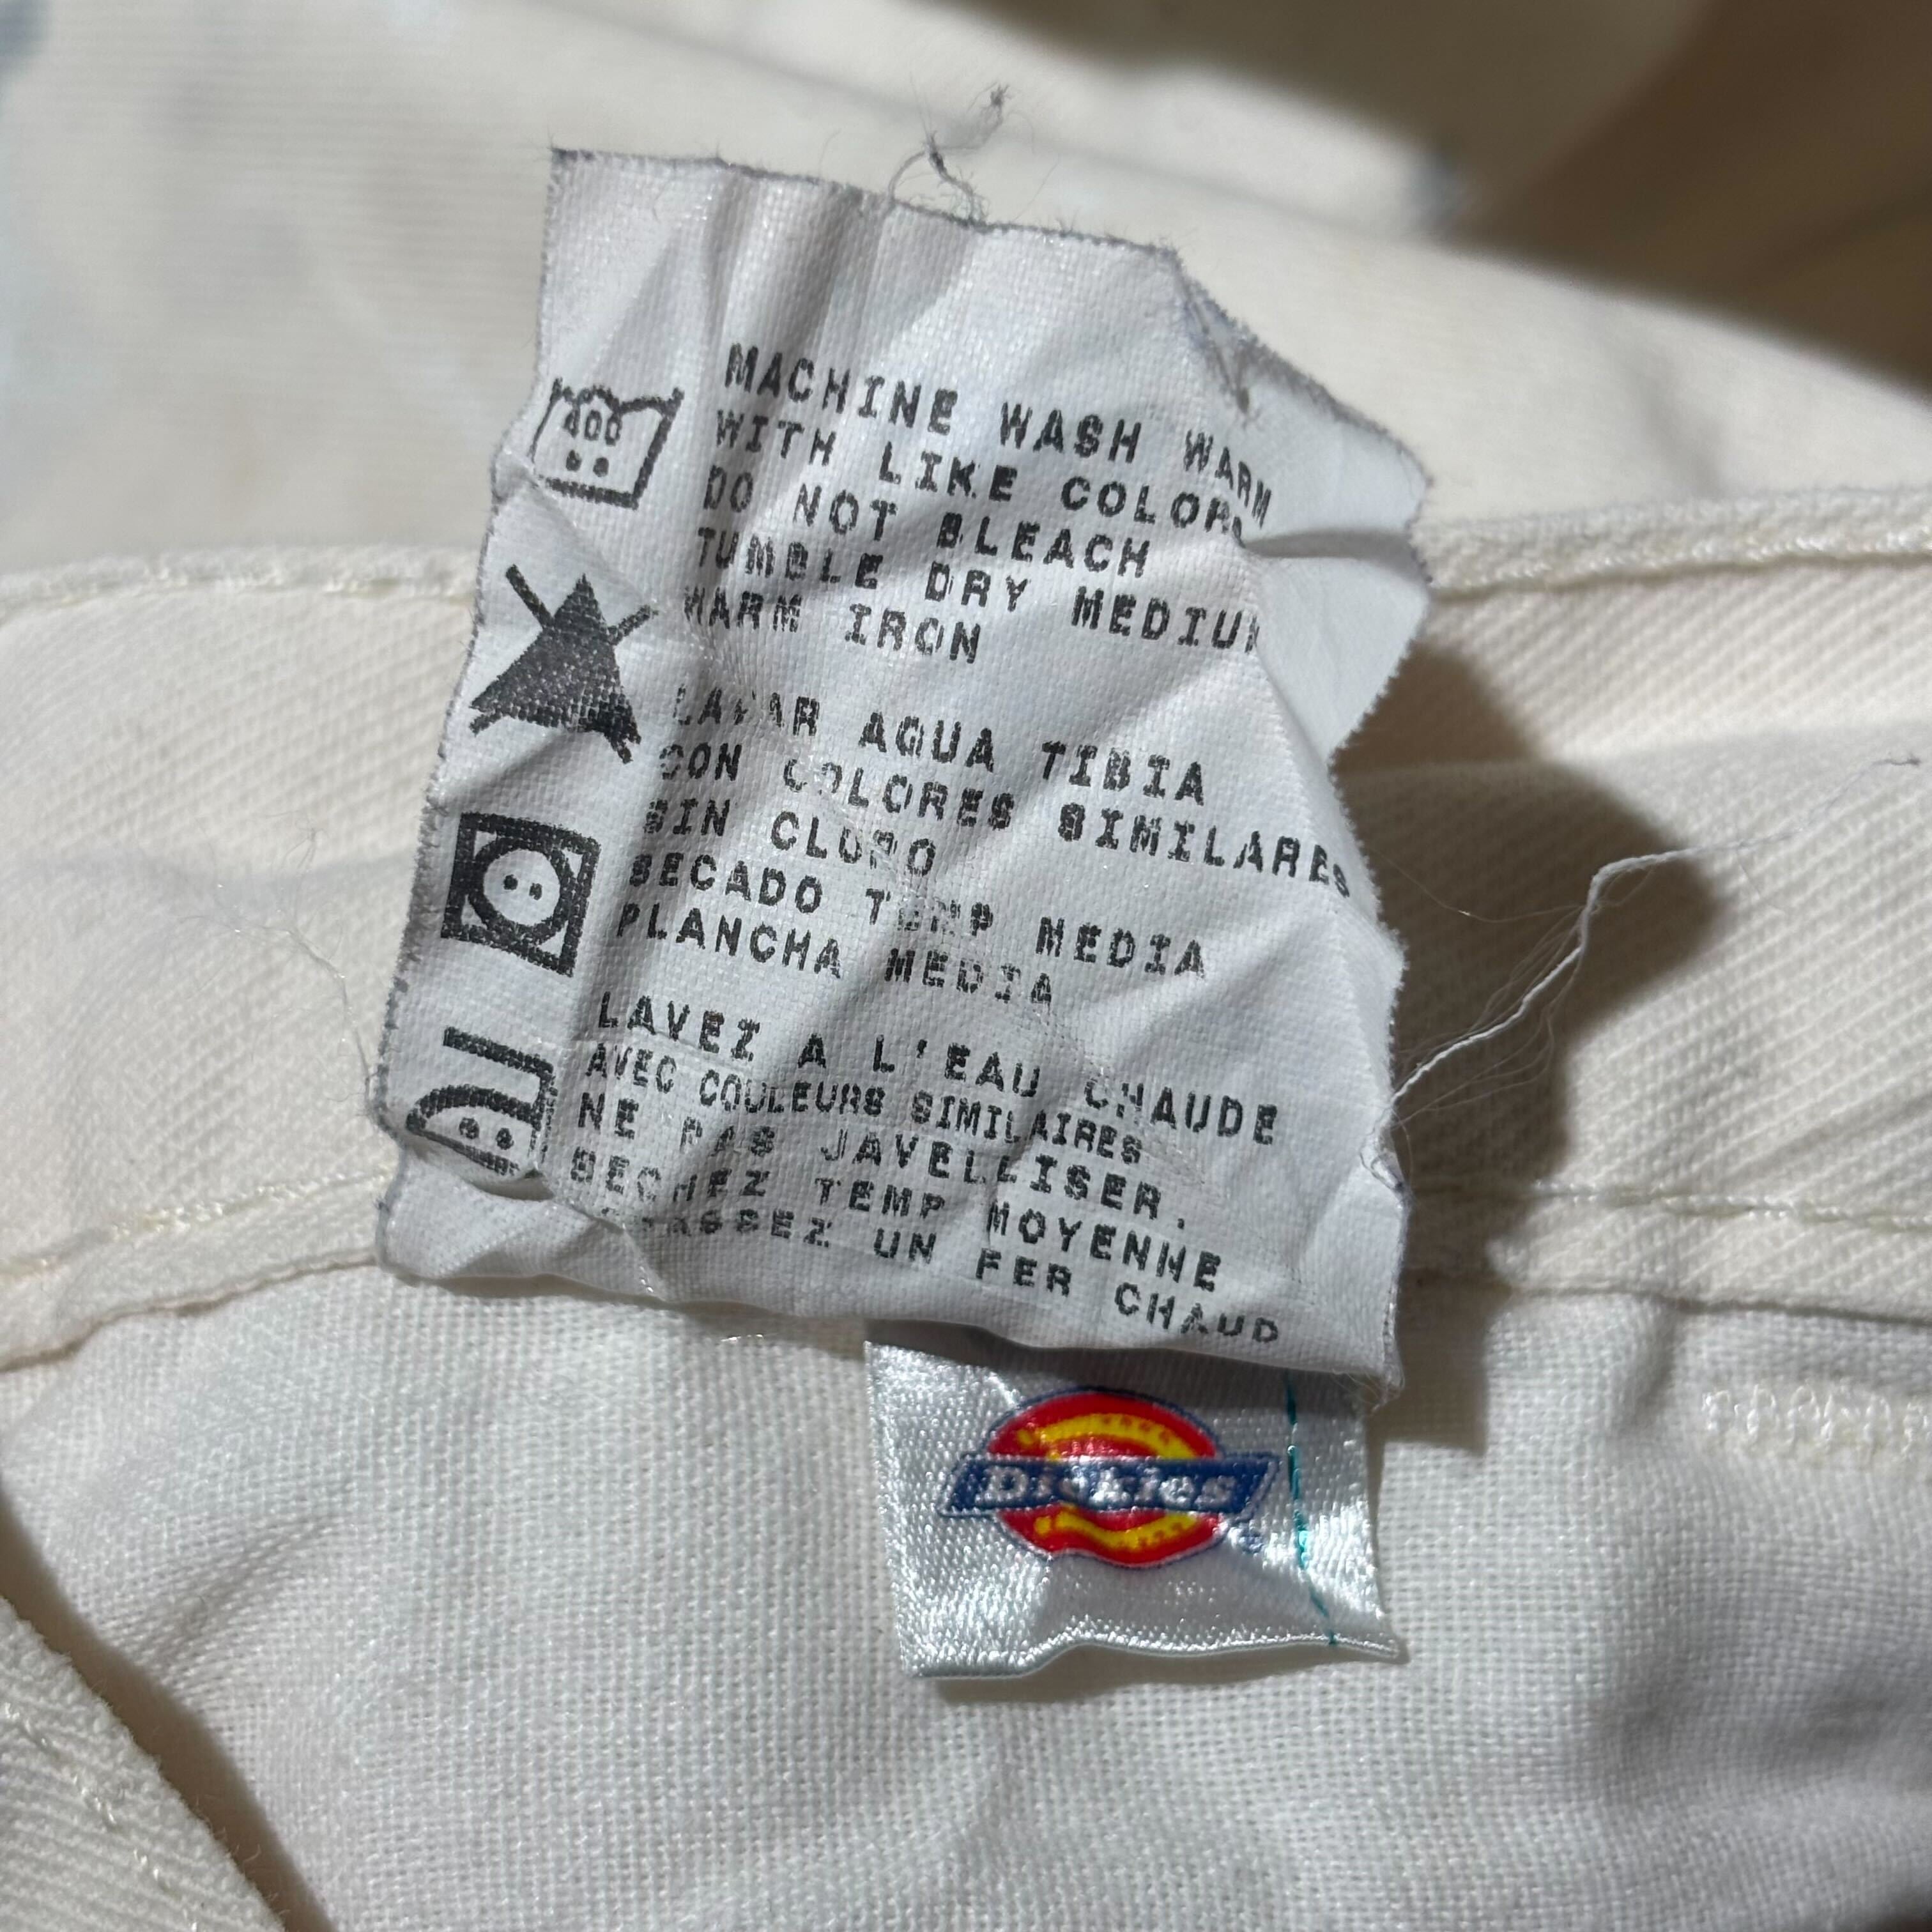 MACHINE WASH WARM
WITH LIKE COLORS
DO NOT BLEACH
TUMBLE DRY MEDIUM
WARM IRON
400
LAVAR AGUA TIBIA
CON COLORES SIMILARES
SIN CLORO
SECADO TEMP MEDIA
PLANCHA MEDIA
LAVEZ A L'EAU CHAUDE
AVEC COULEURS SIMILAIRES
NE PAS JAVELLISER.
SECHEZ TEMP MOYENNE
UN FER CHAUD
Dickies
®